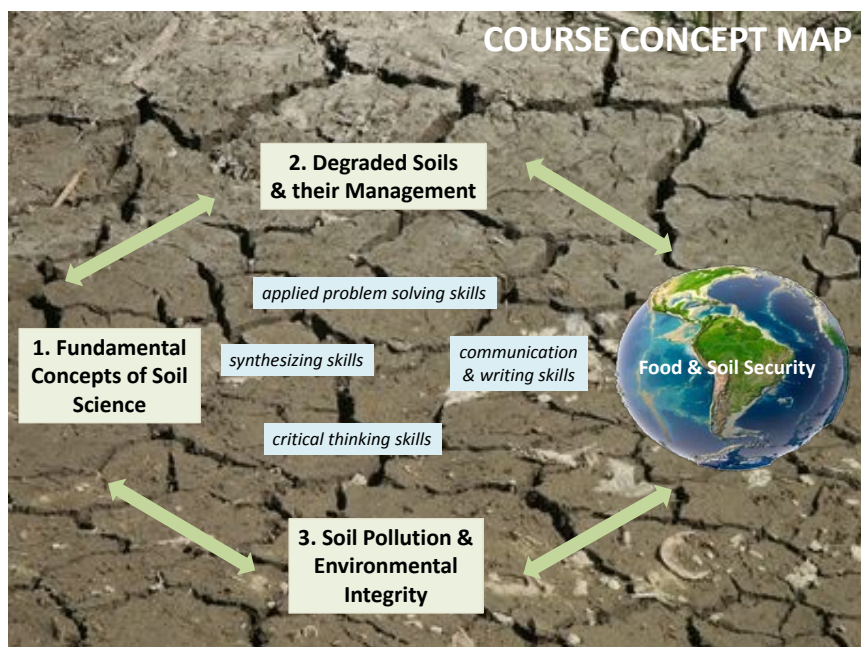 COURSE CONCEPT MAP
2. Degraded Soils
& their Management
applied problem solving skills
1. Fundamental
Concepts of Soil
Science
synthesizing skills
communication
& writing skills
Food & Soil Security
critical thinking skills
3. Soil Pollution &
Environmental
Integrity